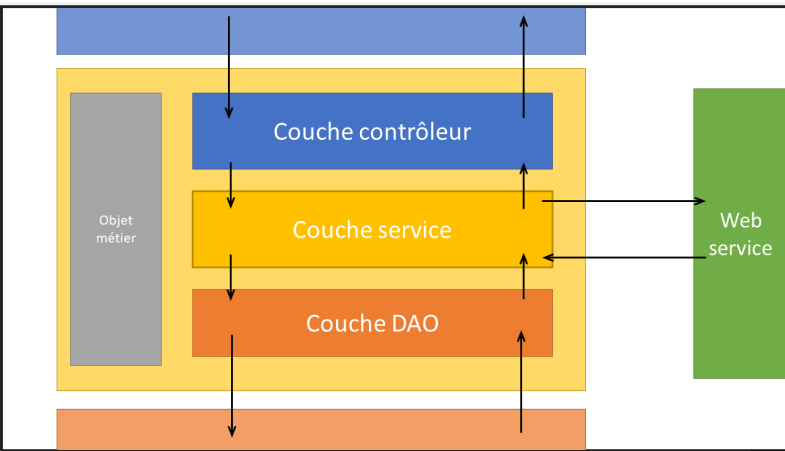 Couche contrôleur
Objet
métier
Couche service
Web
service
Couche DAO